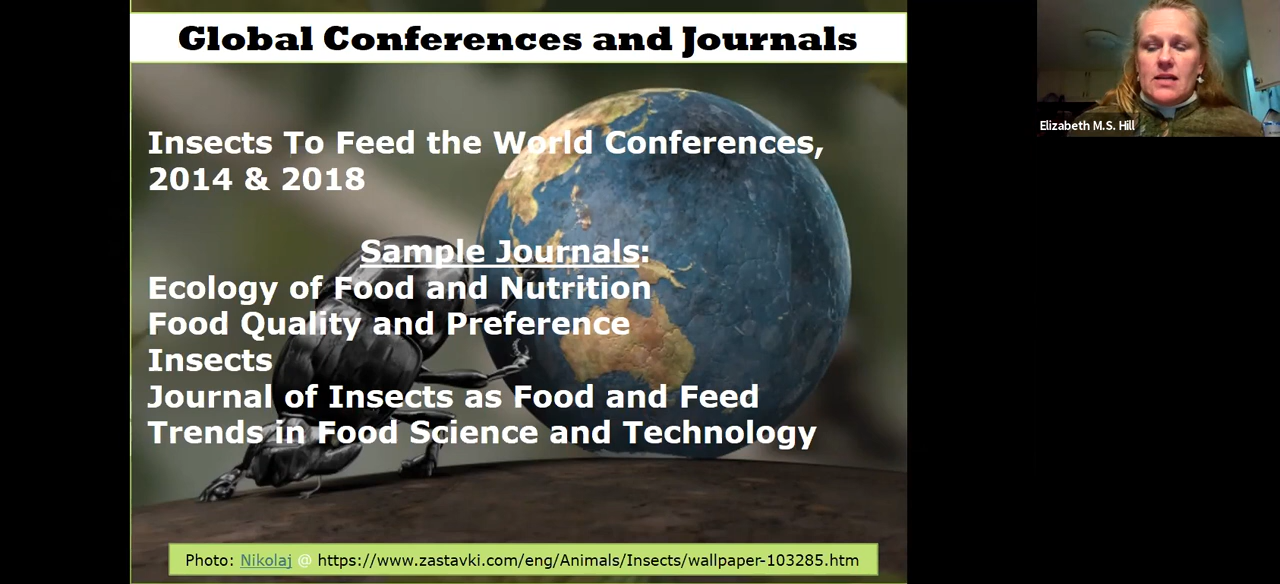 Global Conferences and Journals
Insects To Feed the World Conferences,
2014 & 2018
Sample Journals:
Ecology of Food and Nutrition
Food Quality and Preference
Insects
Journal of Insects as Food and Feed
Trends in Food Science and Technology
Photo: Nikolaj @ https://www.zastavki.com/eng/Animals/Insects/wallpaper-103285.htm
Elizabeth M.S. Hill